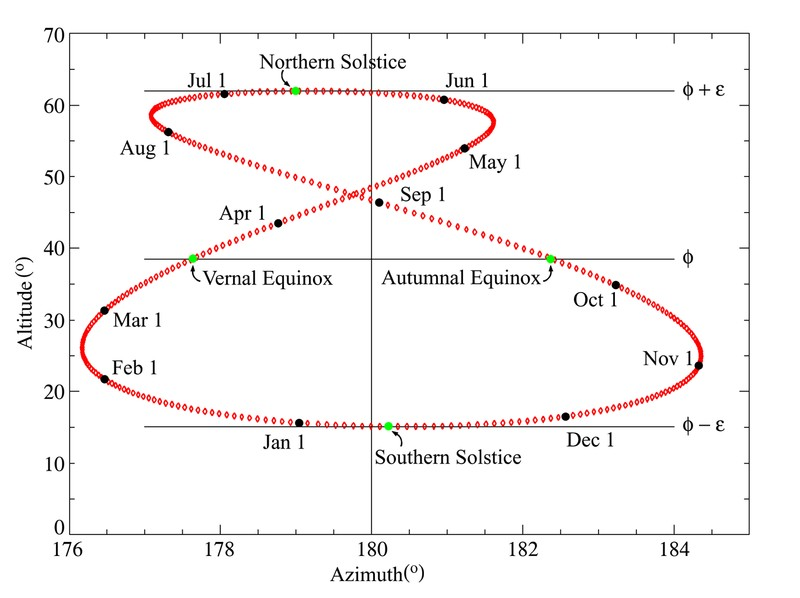 70
60
50
40
30
20
10
0
Altitude (º)
Northern Solstice
Jul 1
Jun 1
ϕ + ε
Aug 1
May 1
Sep 1
Apr 1
ϕ
Vernal Equinox
Autumnal Equinox
Oct 1
Mar 1
Nov 1
Feb 1
ϕ − ε
Jan 1
Dec 1
Southern Solstice
176 178 180 182 184
Azimuth(º)